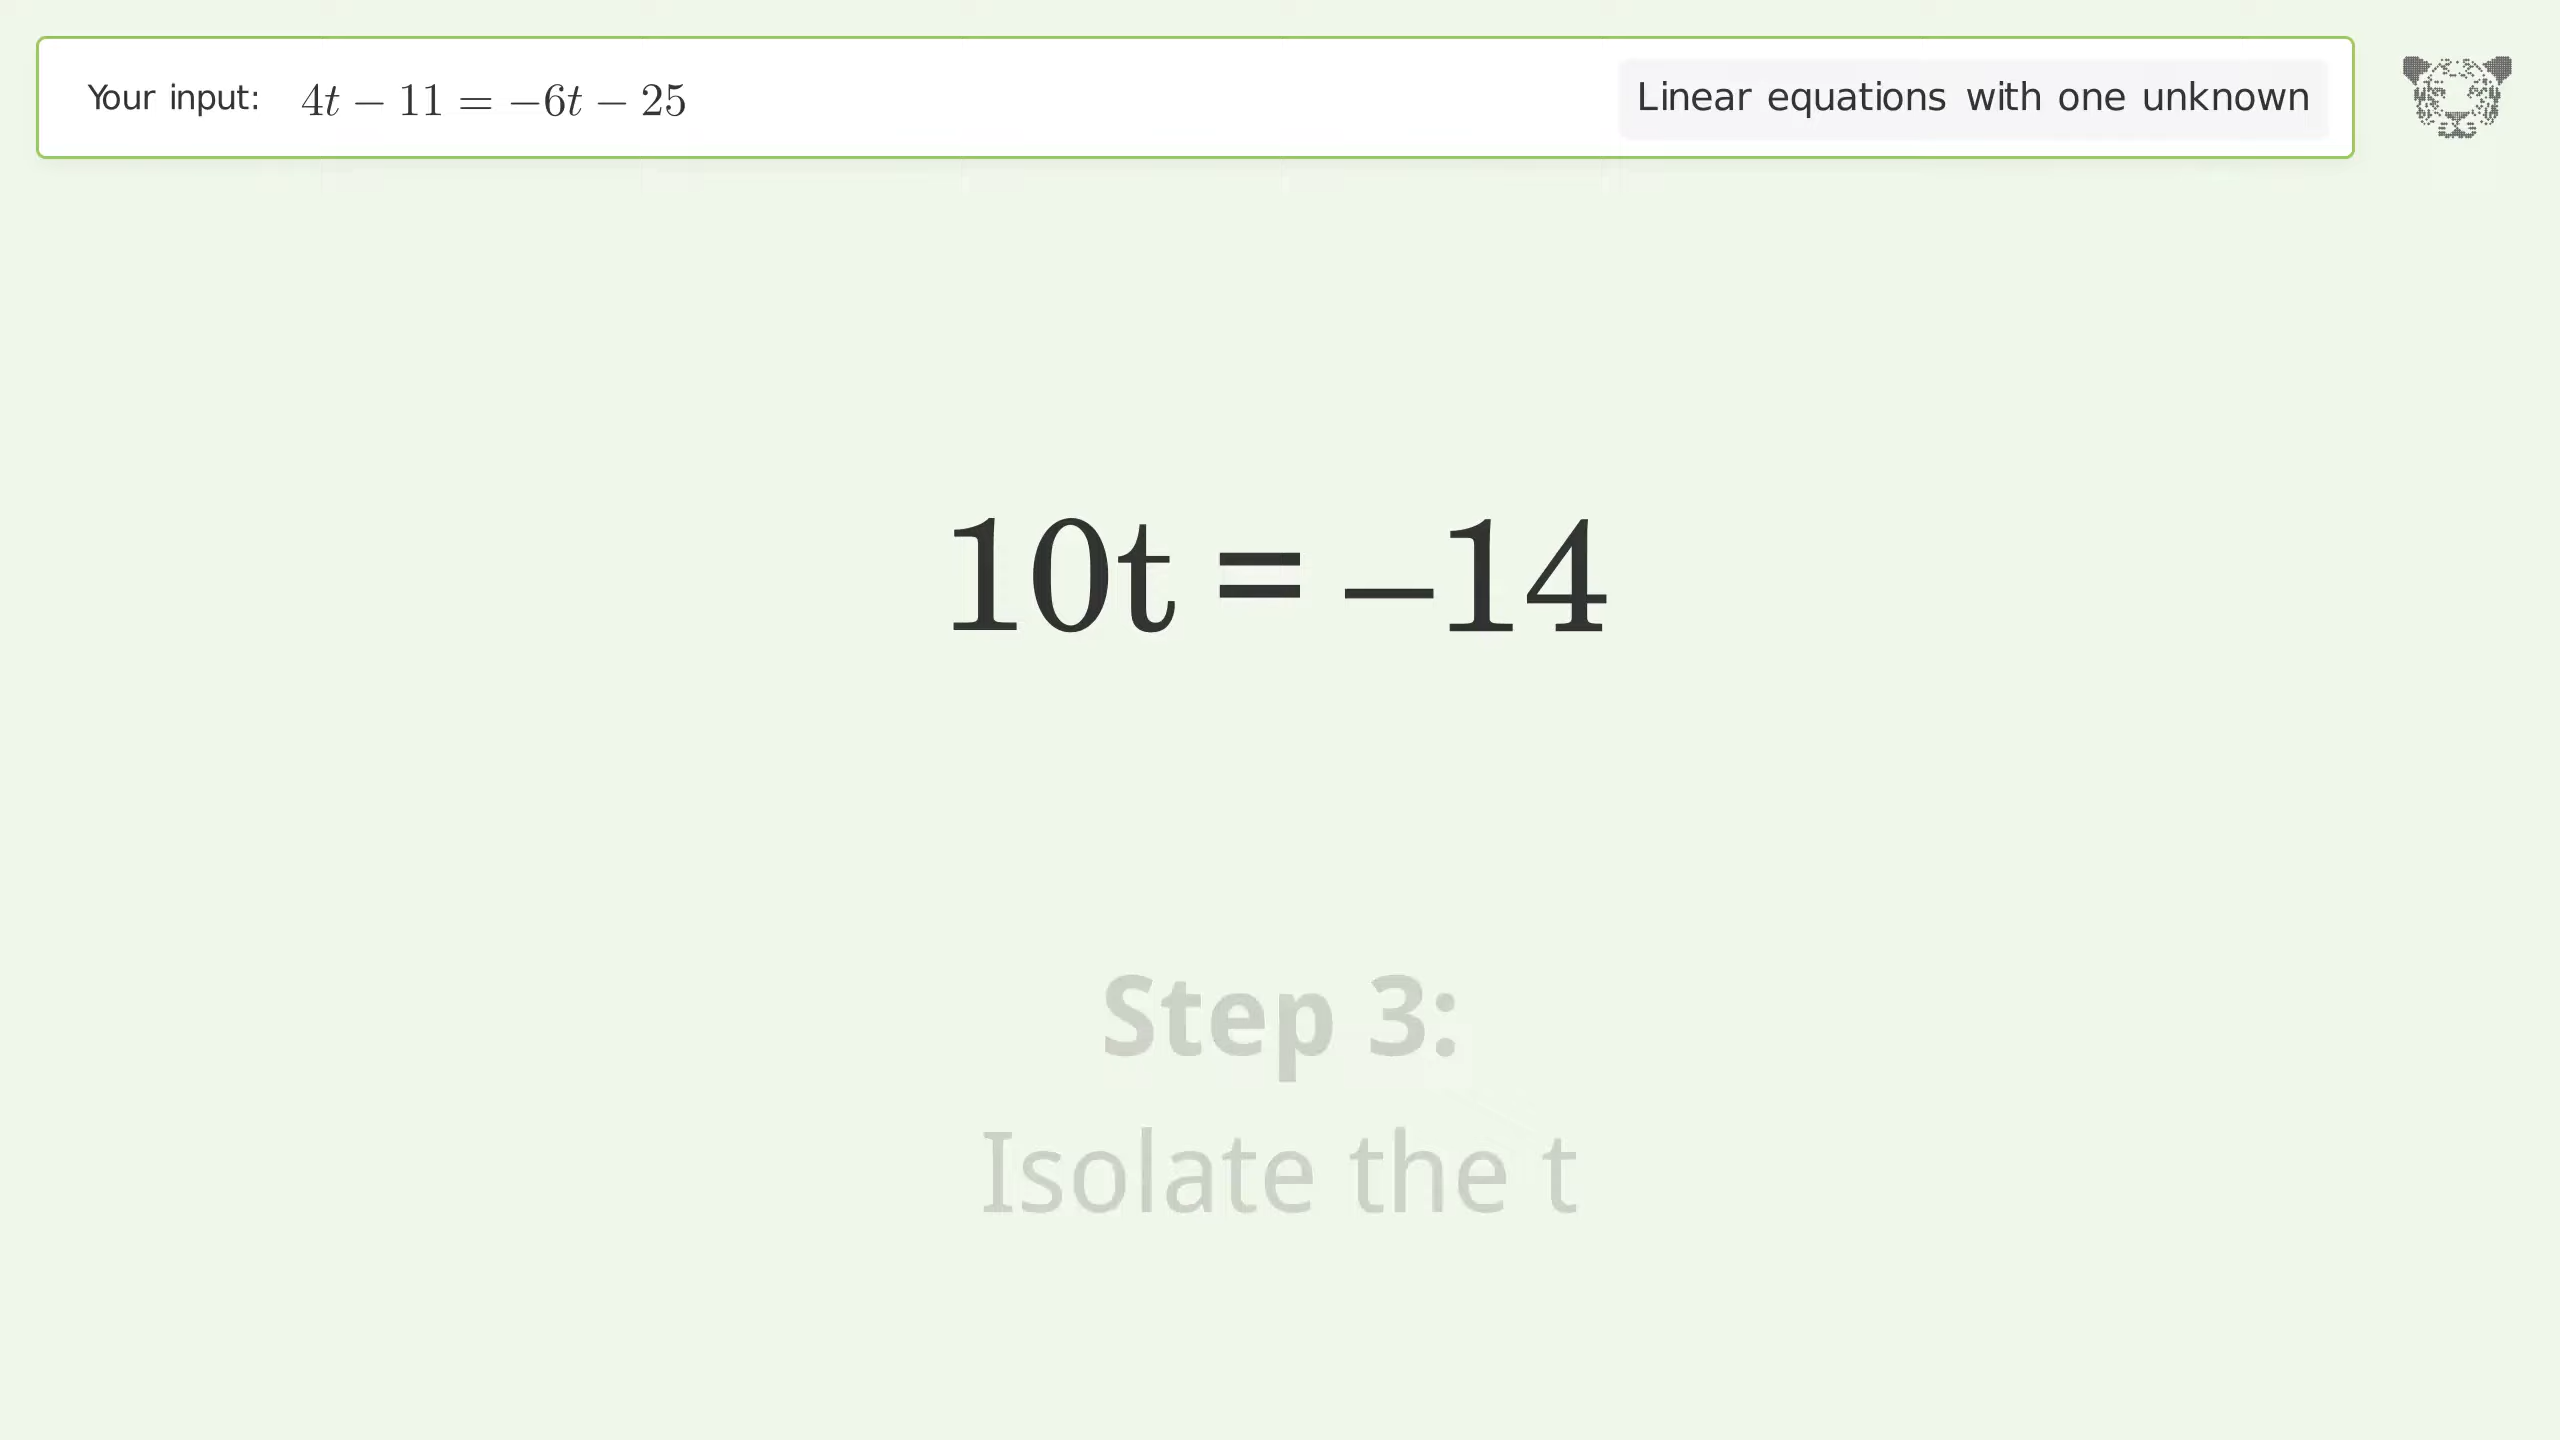 Your input: 4t − 11 = −6t − 25
Linear equations with one unknown
10t = −14
Step 3:
Isolate the t